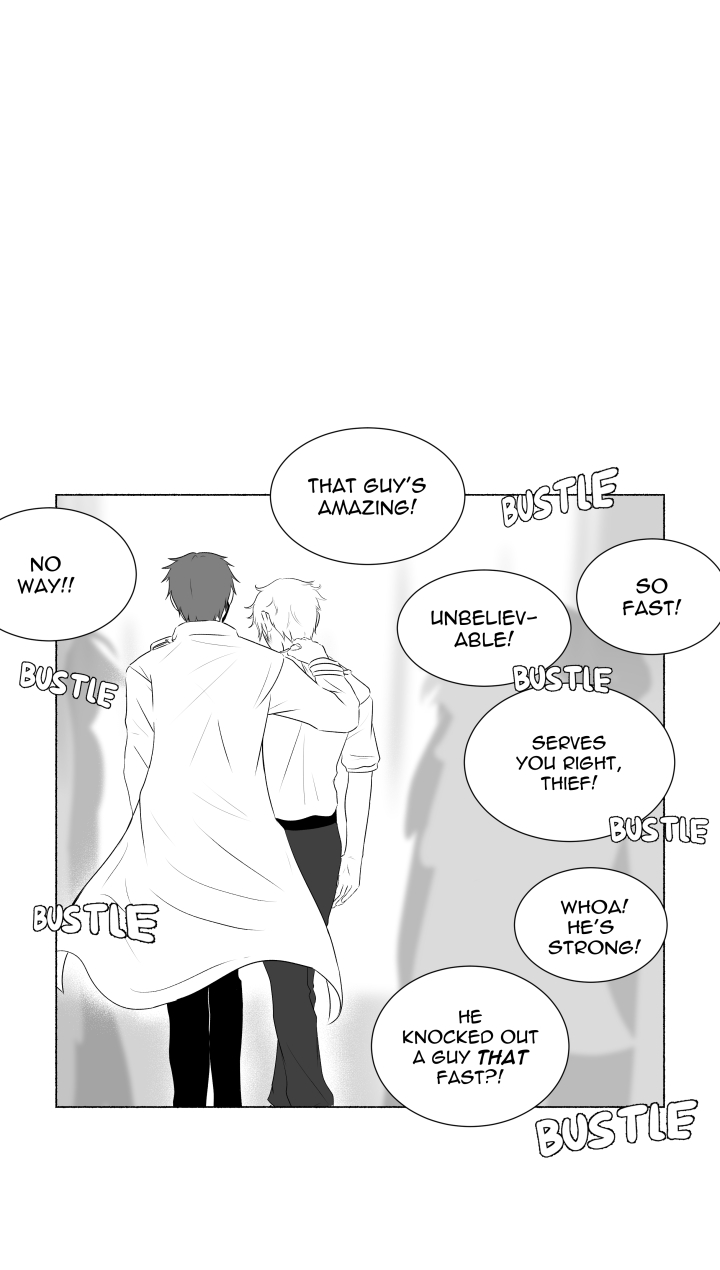 THAT GUY'S
AMAZING!
BUSTLE
NO
WAY!!
SO
FAST!
UNBELIEV-
ABLE!
BUSTLE
BUSTLE
SERVES
YOU RIGHT,
THIEF!
BUSTLE
WHOA!
HE'S
STRONG!
BUSTLE
HE
KNOCKED OUT
A GUY THAT
FAST?!
BUSTLE